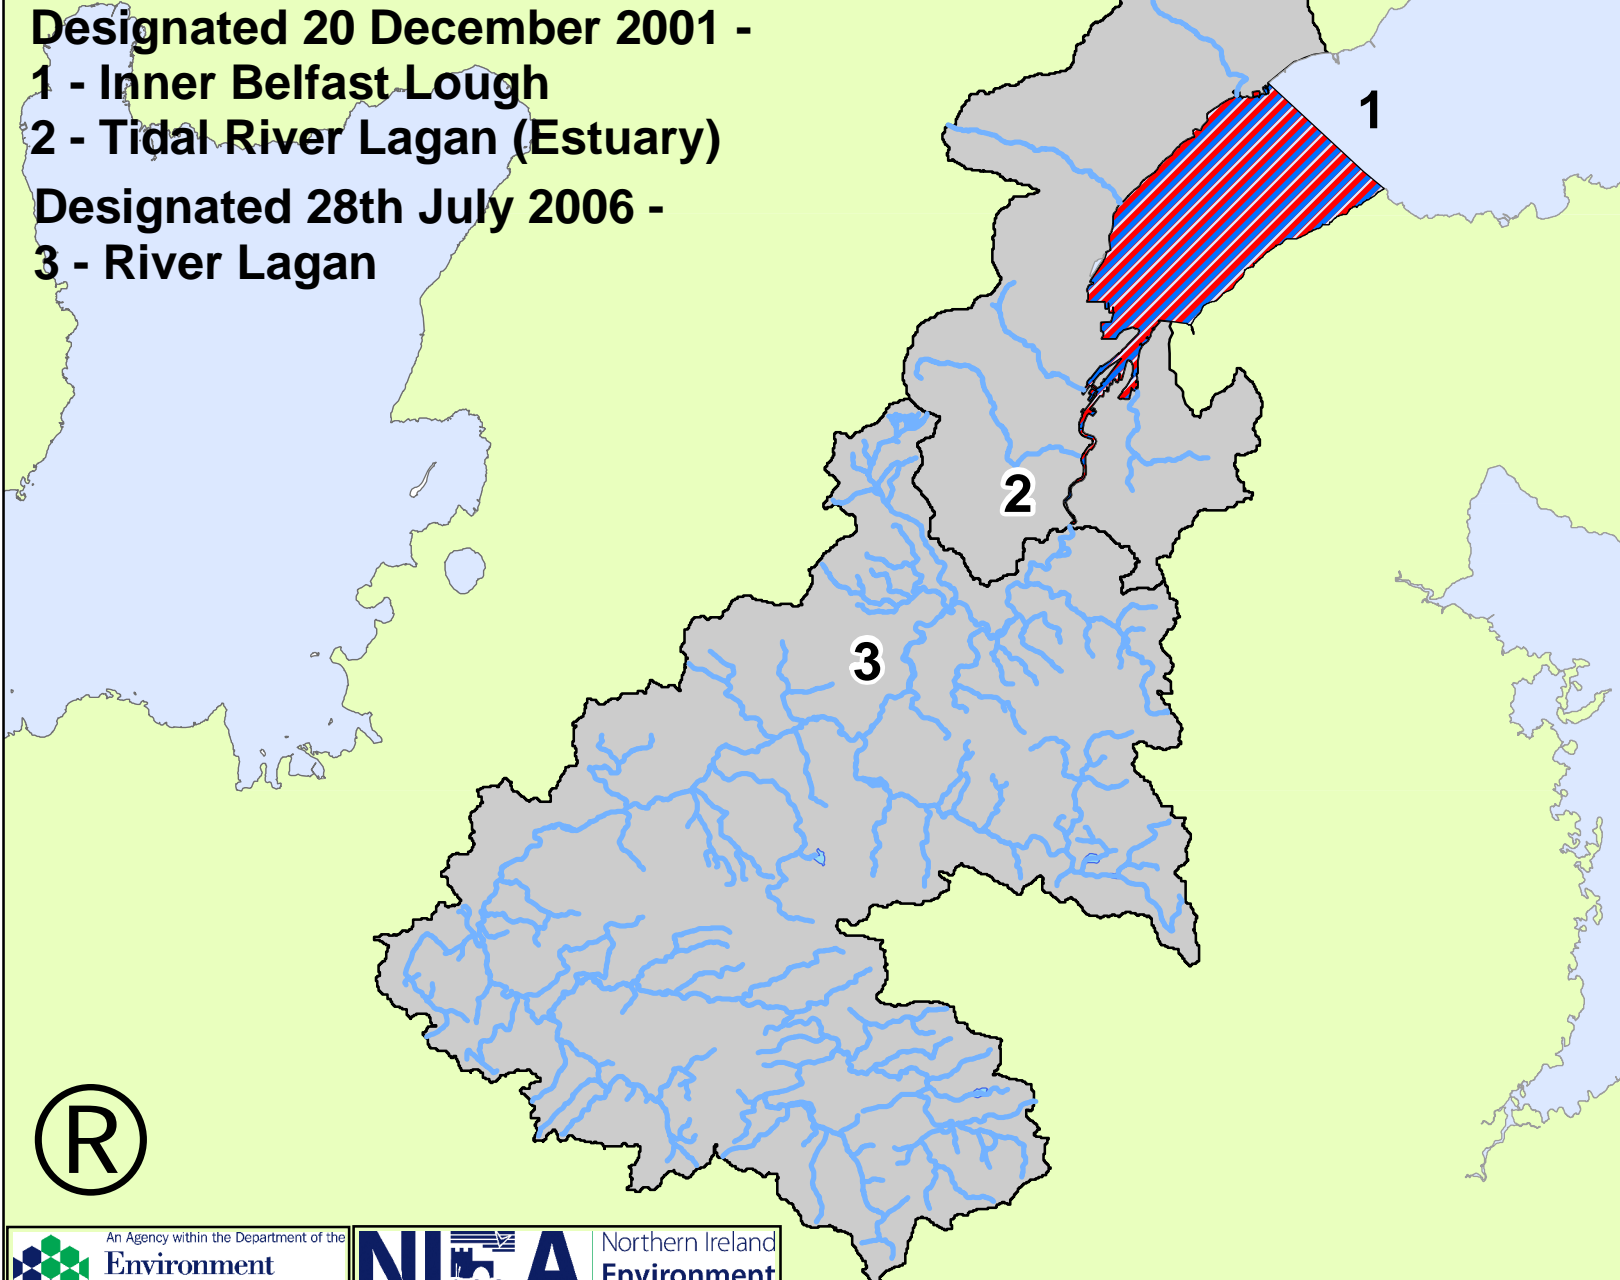 Designated 20 December 2001 -
1 - Inner Belfast Lough
2 - Tidal River Lagan (Estuary)
Designated 28th July 2006 -
3 - River Lagan
1
2
3
®
An Agency within the Department of the
Environment
Northern Ireland
Environment